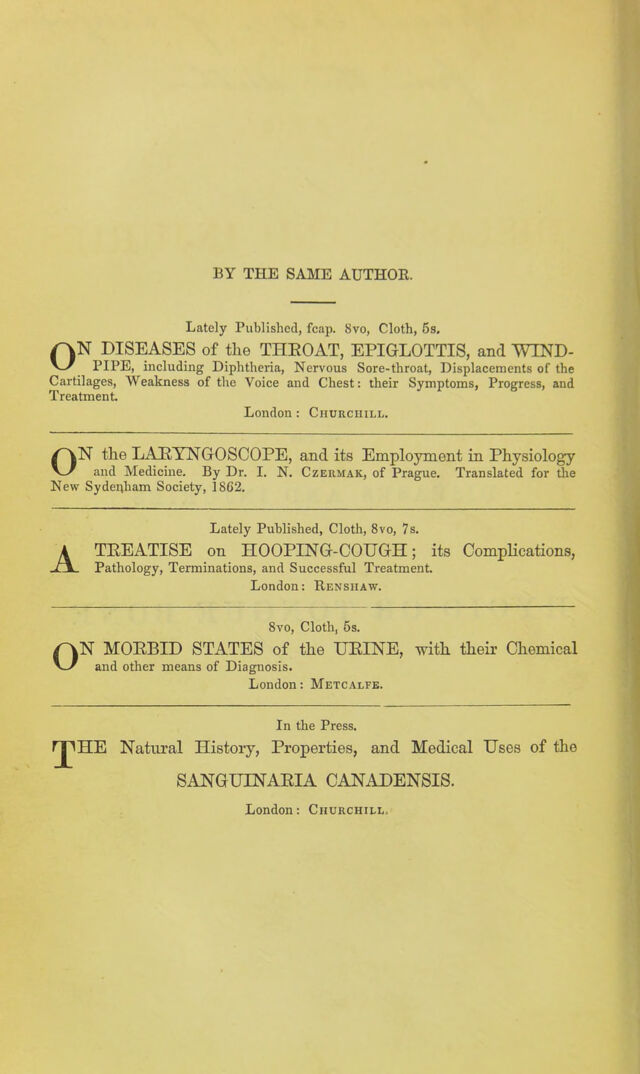 BY THE SAME AUTHOR.
Lately Published, fcap. 8vo, Cloth, 5s.
ON DISEASES of the THROAT, EPIGLOTTIS, and WIND-
PIPE, including Diphtheria, Nervous Sore-throat, Displacements of the
Cartilages, Weakness of the Voice and Chest: their Symptoms, Progress, and
Treatment.
London: CHURCHILL.
ON the LARYNGOSCOPE, and its Employment in Physiology
and Medicine. By Dr. I. N. CZERMAK, of Prague. Translated for the
New Sydenham Society, 1862.
Lately Published, Cloth, 8vo, 7s.
A TREATISE on HOOPING-COUGH; its Complications,
Pathology, Terminations, and Successful Treatment.
London: RENSHAW.
8vo, Cloth, 5s.
ON MORBID STATES of the URINE, with their Chemical
and other means of Diagnosis.
London: METCALFE.
In the Press.
THE Natural History, Properties, and Medical Uses of the
SANGUINARIA CANADENSIS.
London: CHURCHILL.